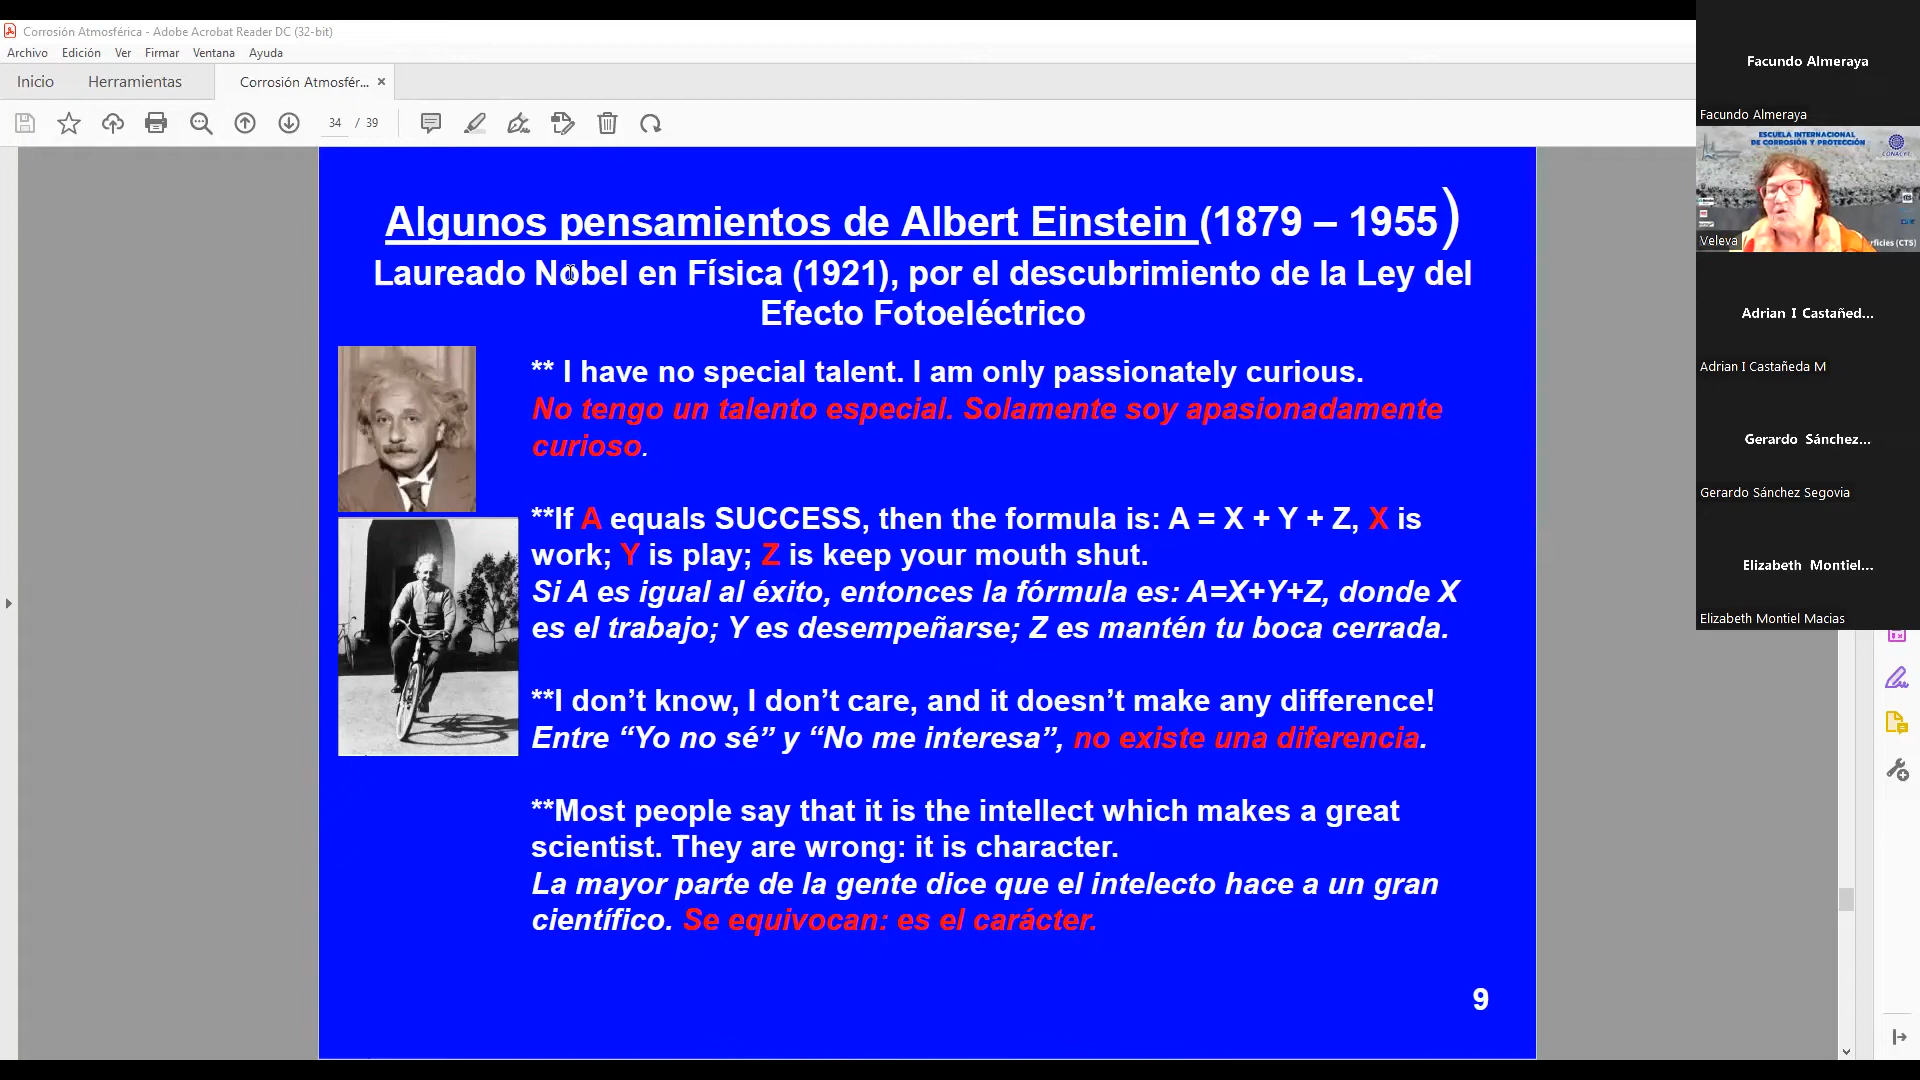 Corrosión Atmosférica - Adobe Acrobat Reader DC (32-bit)
Archivo Edición Ver Firmar Ventana Ayuda
Inicio Herramientas Corrosión Atmosfér... ×
34 / 39
Algunos pensamientos de Albert Einstein (1879 – 1955)
Laureado Nobel en Física (1921), por el descubrimiento de la Ley del
Efecto Fotoeléctrico
** I have no special talent. I am only passionately curious.
No tengo un talento especial. Solamente soy apasionadamente
curioso.
**If A equals SUCCESS, then the formula is: A = X + Y + Z, X is
work; Y is play; Z is keep your mouth shut.
Si A es igual al éxito, entonces la fórmula es: A=X+Y+Z, donde X
es el trabajo; Y es desempeñarse; Z es mantén tu boca cerrada.
**I don’t know, I don’t care, and it doesn’t make any difference!
Entre “Yo no sé” y “No me interesa”, no existe una diferencia.
**Most people say that it is the intellect which makes a great
scientist. They are wrong: it is character.
La mayor parte de la gente dice que el intelecto hace a un gran
científico. Se equivocan: es el carácter.
9
Facundo Almeraya
Facundo Almeraya
ESCUELA INTERNACIONAL
DE CORROSIÓN Y PROTECCIÓN
CONACYT
Veleva
rficies (CTS)
Adrian I Castañed...
Adrian I Castañeda M
Gerardo Sánchez...
Gerardo Sánchez Segovia
Elizabeth Montiel...
Elizabeth Montiel Macias